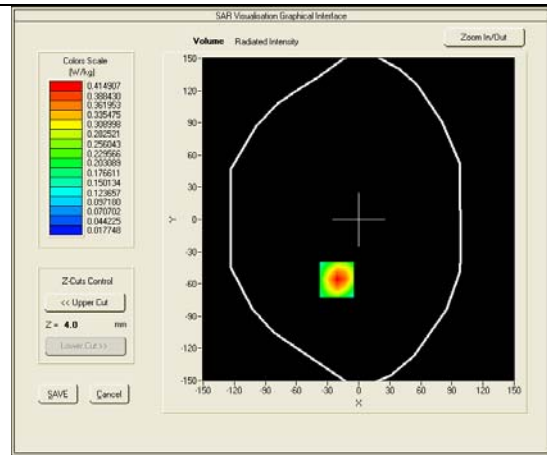 SAR Visualisation Graphical Interface
Volume Radiated Intensity
Zoom In/Out
Colors Scale
(W/kg)
0.414907
0.388430
0.361953
0.335475
0.308998
0.282521
0.256043
0.229566
0.203089
0.176611
0.150134
0.123657
0.097180
0.070702
0.044225
0.017748
Z-Cuts Control
<< Upper Cut
Z = 4.0 mm
Lower Cut >>
SAVE
Cancel
150-
120-
90-
60-
30-
0-
-30-
-60-
-90-
-120-
-150-
Y
-150 -120 -90 -60 -30 0 30 60 90 120 150
X